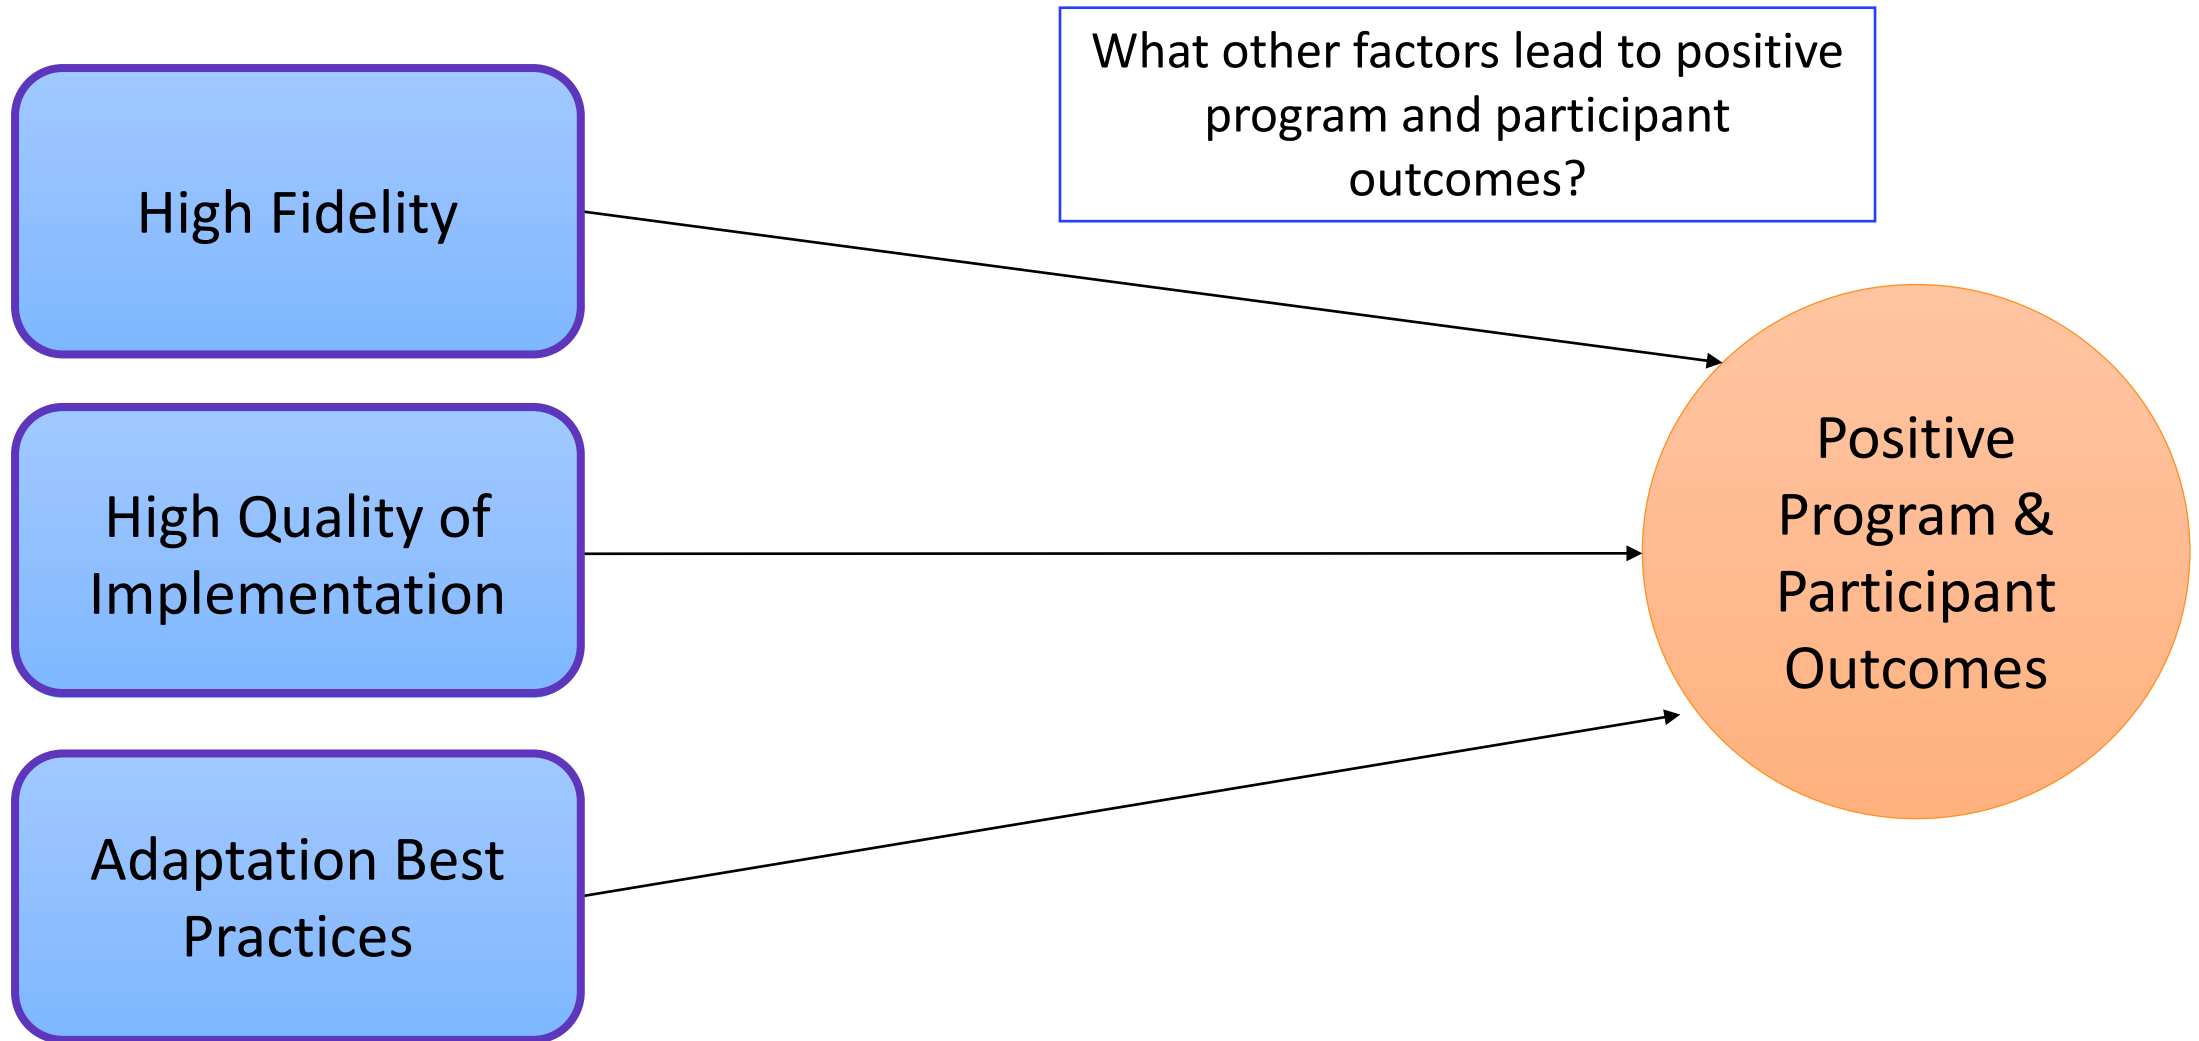 What other factors lead to positive
program and participant
outcomes?
High Fidelity
High Quality of
Implementation
Adaptation Best
Practices
Positive
Program &
Participant
Outcomes